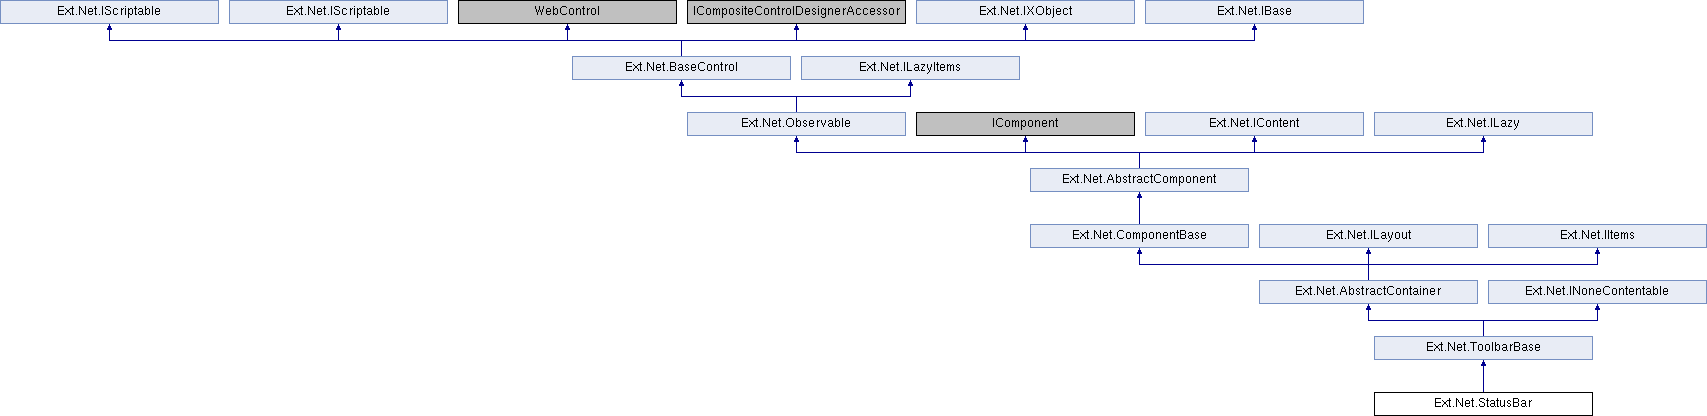 Ext.Net.IScriptable
Ext.Net.IScriptable
WebControl
ICompositeControlDesignerAccessor
Ext.Net.IXObject
Ext.Net.IBase
Ext.Net.BaseControl
Ext.Net.ILazyItems
Ext.Net.Observable
IComponent
Ext.Net.IContent
Ext.Net.ILazy
Ext.Net.AbstractComponent
Ext.Net.ComponentBase
Ext.Net.ILayout
Ext.Net.IItems
Ext.Net.AbstractContainer
Ext.Net.INoneContentable
Ext.Net.ToolbarBase
Ext.Net.StatusBar